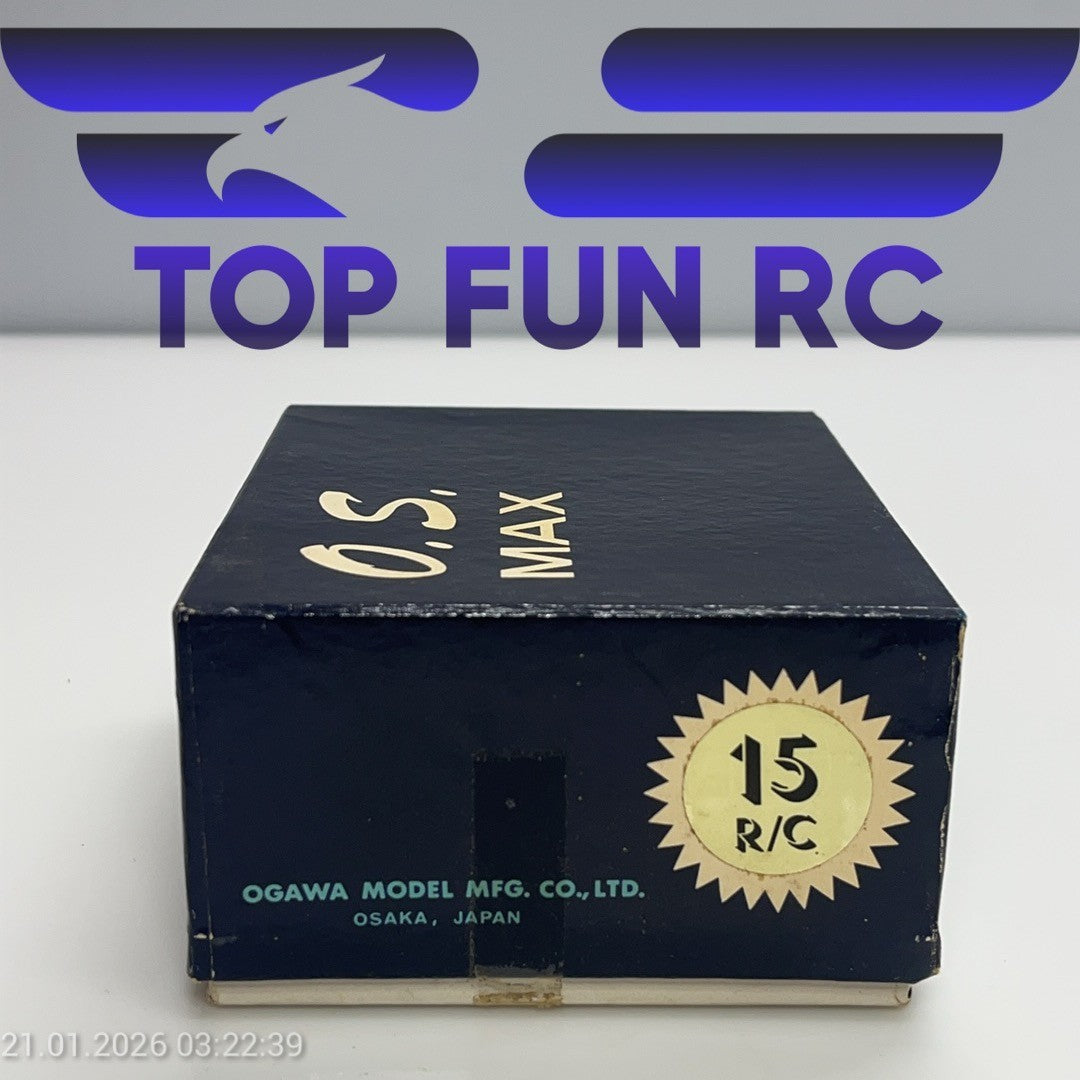 TOP FUN RC
O.S.
MAX
15
R/C
OGAWA MODEL MFG. CO., LTD.
OSAKA, JAPAN
21.01.2026 03:22:39